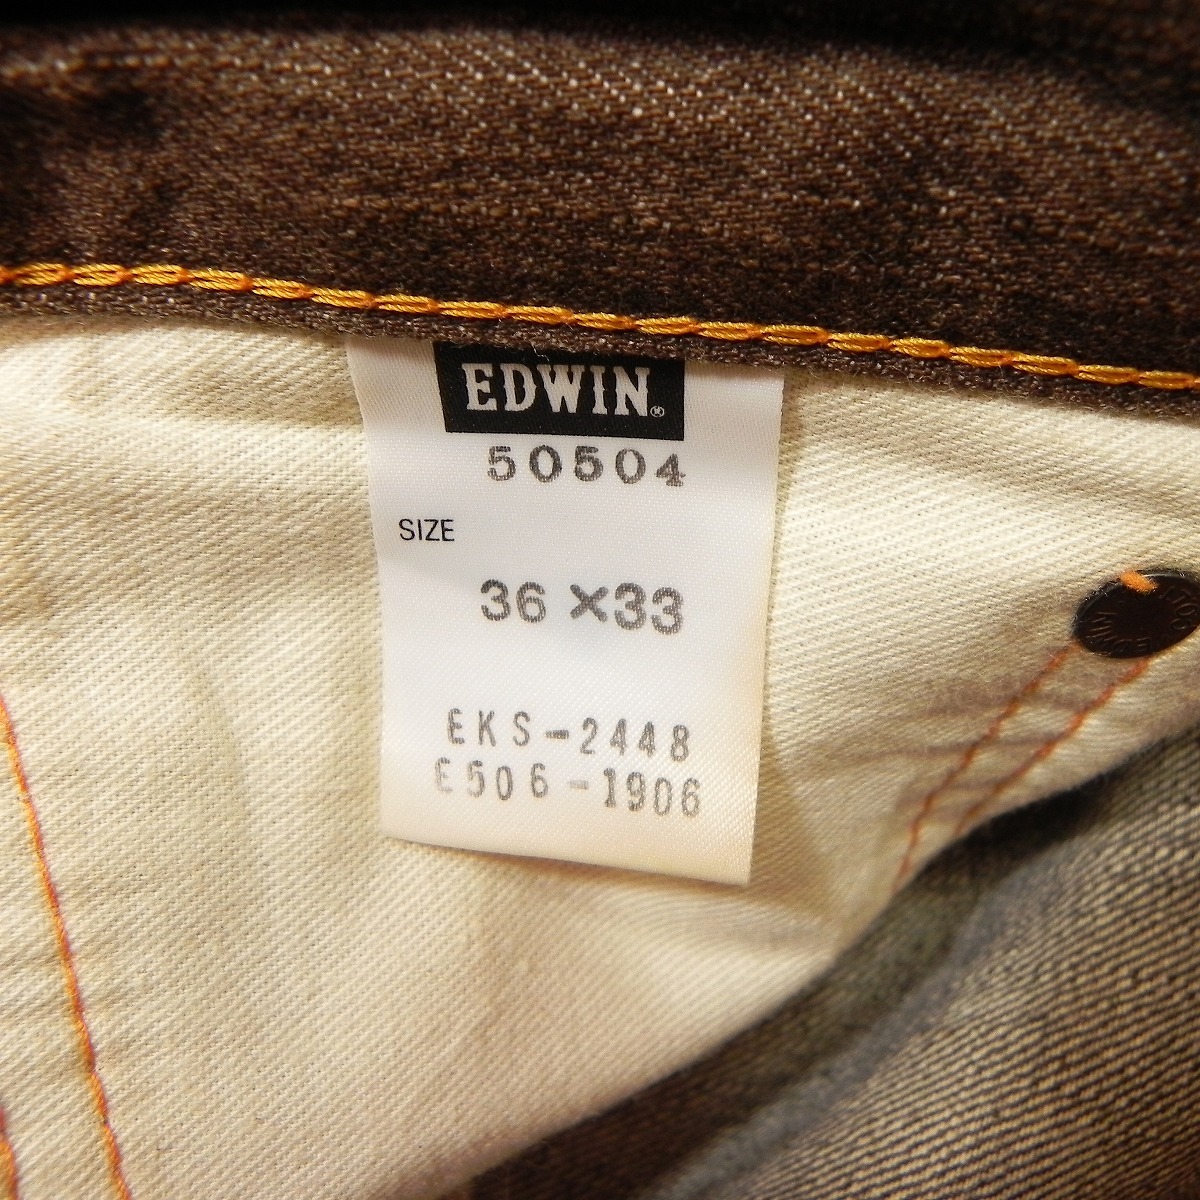 EDWIN®
50504
SIZE
36 ×33
EKS-2448
E506-1906